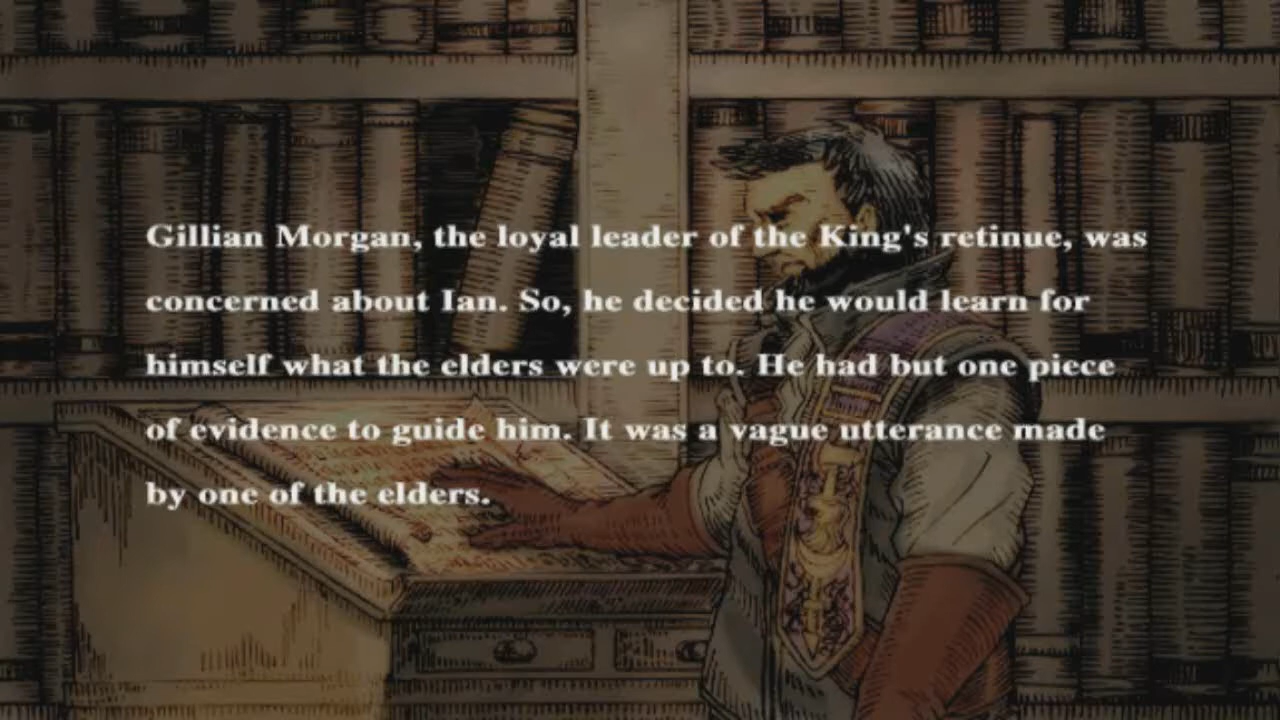 Gillian Morgan, the loyal leader of the King's retinue, was
concerned about Ian. So, he decided he would learn for
himself what the elders were up to. He had but one piece
of evidence to guide him. It was a vague utterance made
by one of the elders.